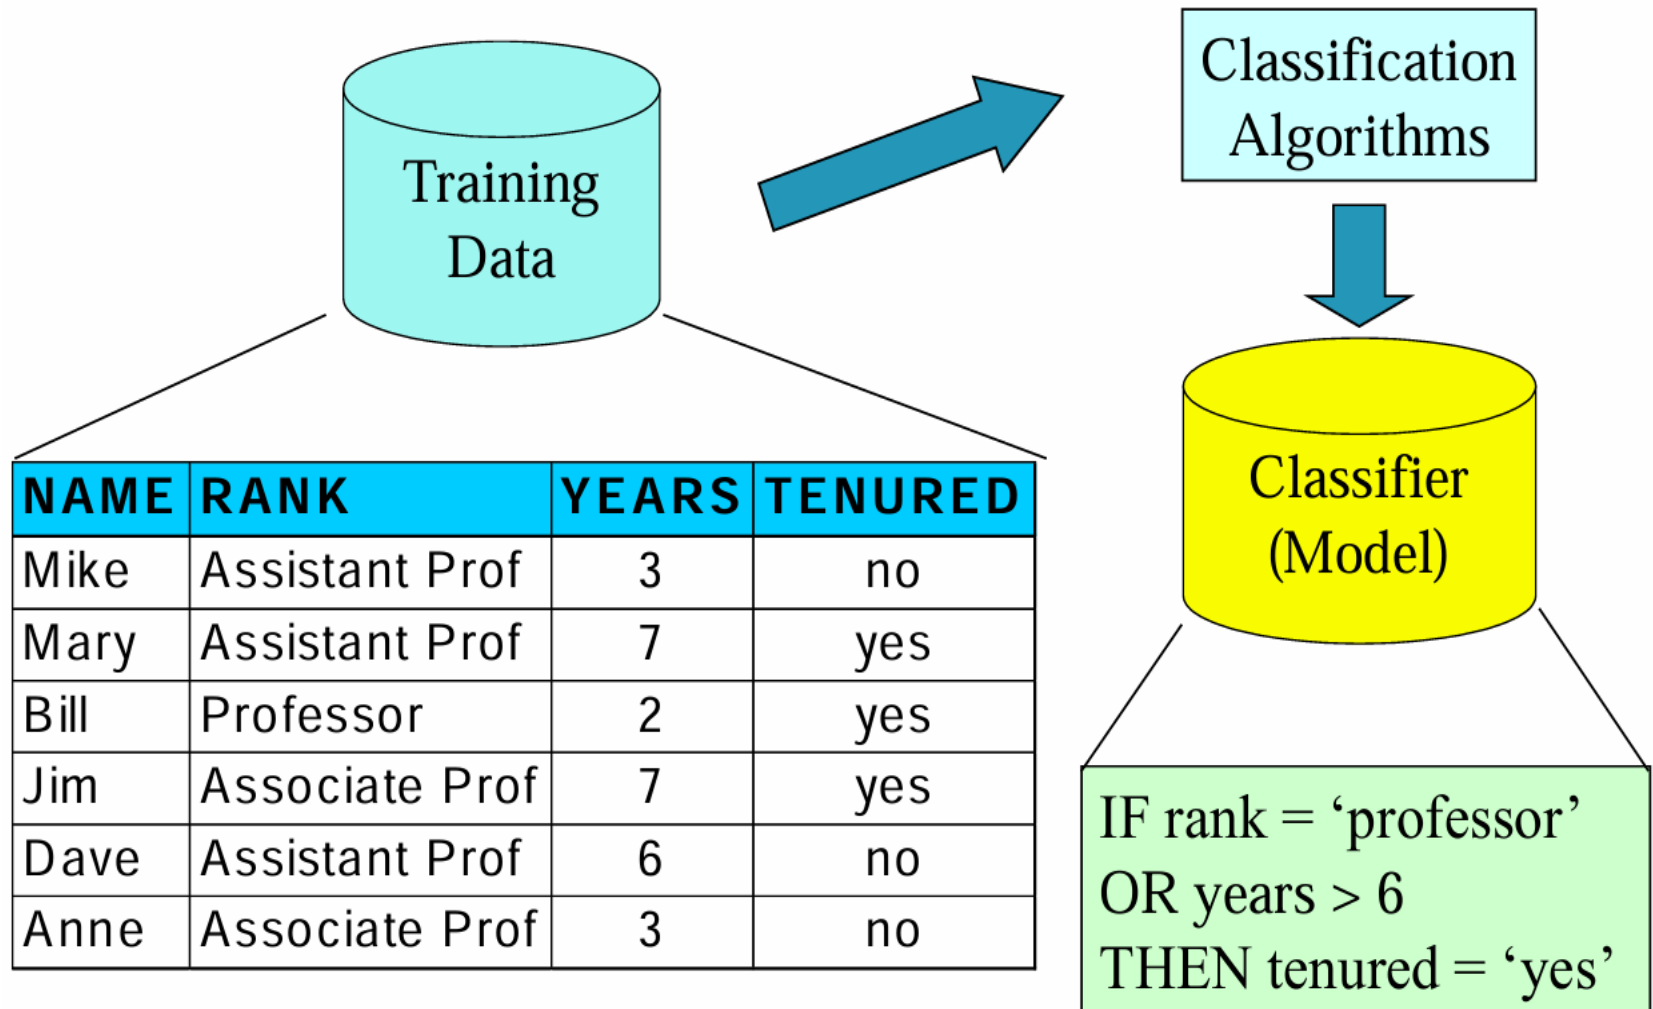 Training
Data
Classification
Algorithms
NAME RANK YEARS TENURED
Mike Assistant Prof 3 no
Mary Assistant Prof 7 yes
Bill Professor 2 yes
Jim Associate Prof 7 yes
Dave Assistant Prof 6 no
Anne Associate Prof 3 no
Classifier
(Model)
IF rank = ‘professor’
OR years > 6
THEN tenured = ‘yes’